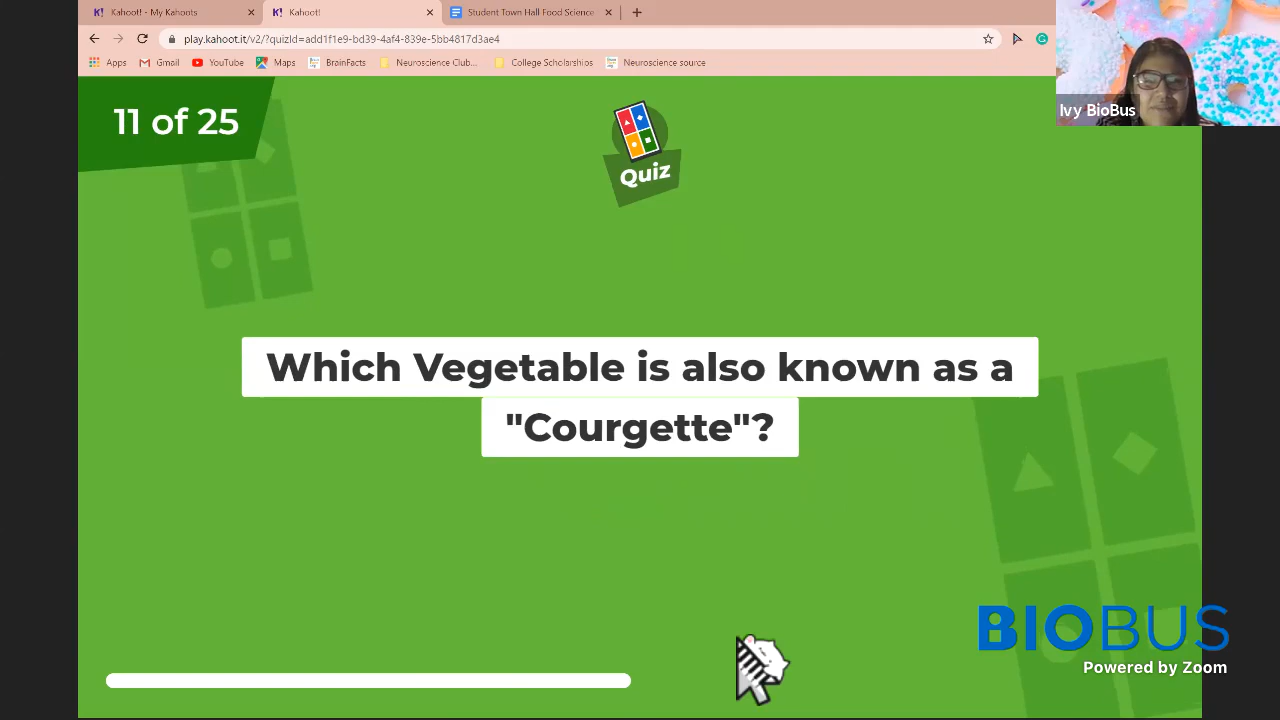 Kahoot! - My Kahoots
Kahoot!
Student Town Hall Food Science
play.kahoot.it/v2/?quizId=add1f1e9-bd39-4af4-839e-5bb4817d3ae4
Apps
Gmail
YouTube
Maps
BrainFacts
Neuroscience Club...
College Scholarships
Neuroscience source
Ivy BioBus
11 of 25
Quiz
Which Vegetable is also known as a
"Courgette"?
BIOBUS
Powered by Zoom